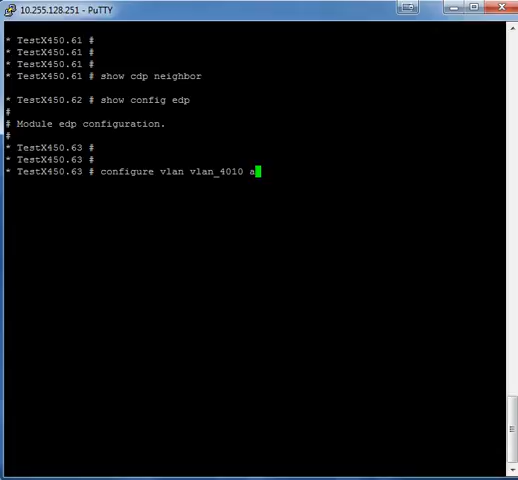 10.255.128.251 - PuTTY
* TestX450.61 #
* TestX450.61 #
* TestX450.61 #
* TestX450.61 # show cdp neighbor
* TestX450.62 # show config edp
#
# Module edp configuration.
#
* TestX450.63 #
* TestX450.63 #
* TestX450.63 # configure vlan vlan_4010 a